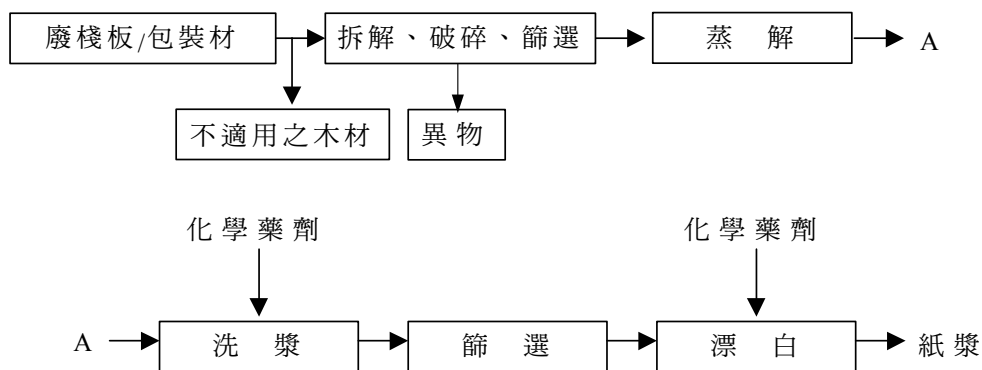 廢棧板/包裝材
拆解、破碎、篩選
蒸 解
A
不適用之木材
異物
化學藥劑
化學藥劑
A
洗 漿
篩 選
漂 白
紙漿